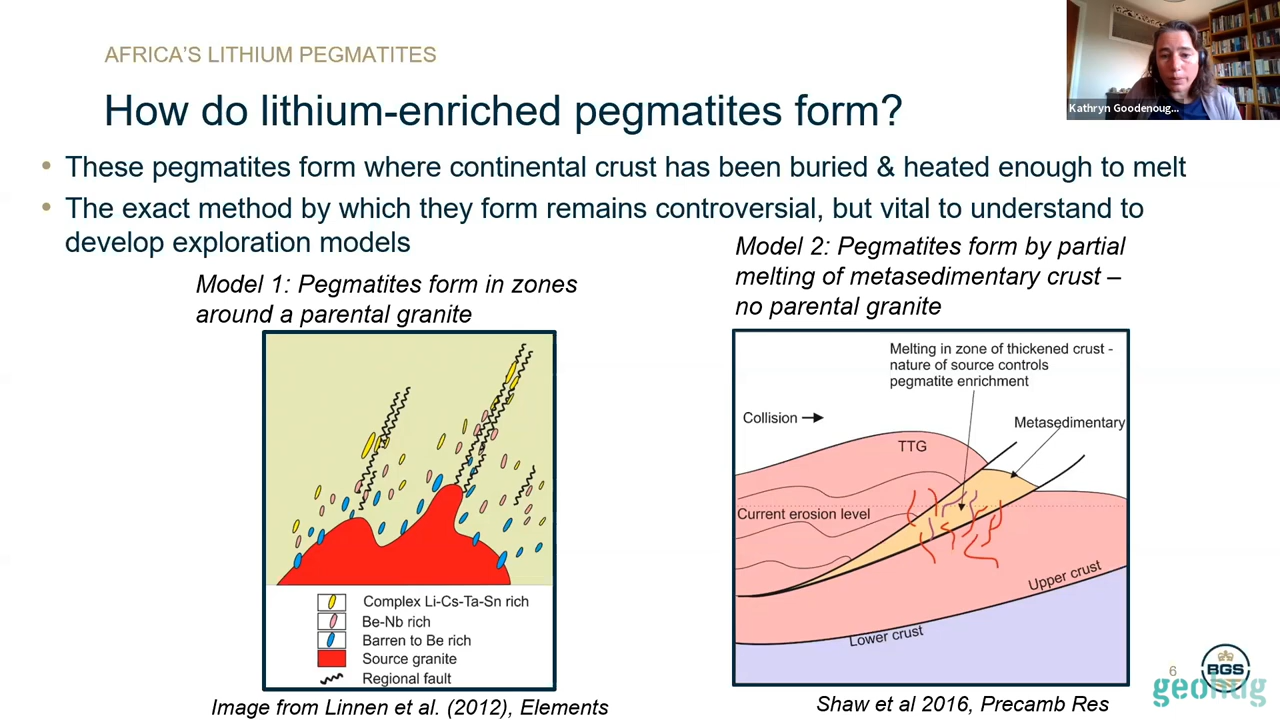 AFRICA'S LITHIUM PEGMATITES
How do lithium-enriched pegmatites form?
Kathryn Goodenoug...
• These pegmatites form where continental crust has been buried & heated enough to melt
• The exact method by which they form remains controversial, but vital to understand to
develop exploration models
Model 1: Pegmatites form in zones
around a parental granite
Complex Li-Cs-Ta-Sn rich
Be-Nb rich
Barren to Be rich
Source granite
Regional fault
Image from Linnen et al. (2012), Elements
Model 2: Pegmatites form by partial
melting of metasedimentary crust –
no parental granite
Melting in zone of thickened crust -
nature of source controls
pegmatite enrichment
Collision
Metasedimentary
TTG
Current erosion level
Upper crust
Lower crust
Shaw et al 2016, Precamb Res
6
BGS
geohug